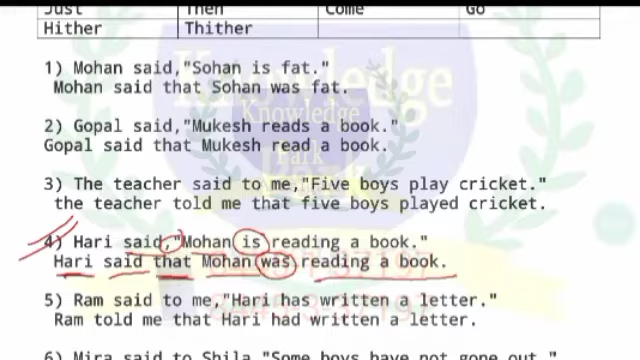 Just Then Come Go
Hither Thither
1) Mohan said,"Sohan is fat."
Mohan said that Sohan was fat.
2) Gopal said,"Mukesh reads a book."
Gopal said that Mukesh read a book.
3) The teacher said to me,"Five boys play cricket."
the teacher told me that five boys played cricket.
4) Hari said,"Mohan is reading a book."
Hari said that Mohan was reading a book.
5) Ram said to me,"Hari has written a letter."
Ram told me that Hari had written a letter.
6) Mira said to Shila,"Some boys have not gone out."
Knowledge
Knowledge
Park